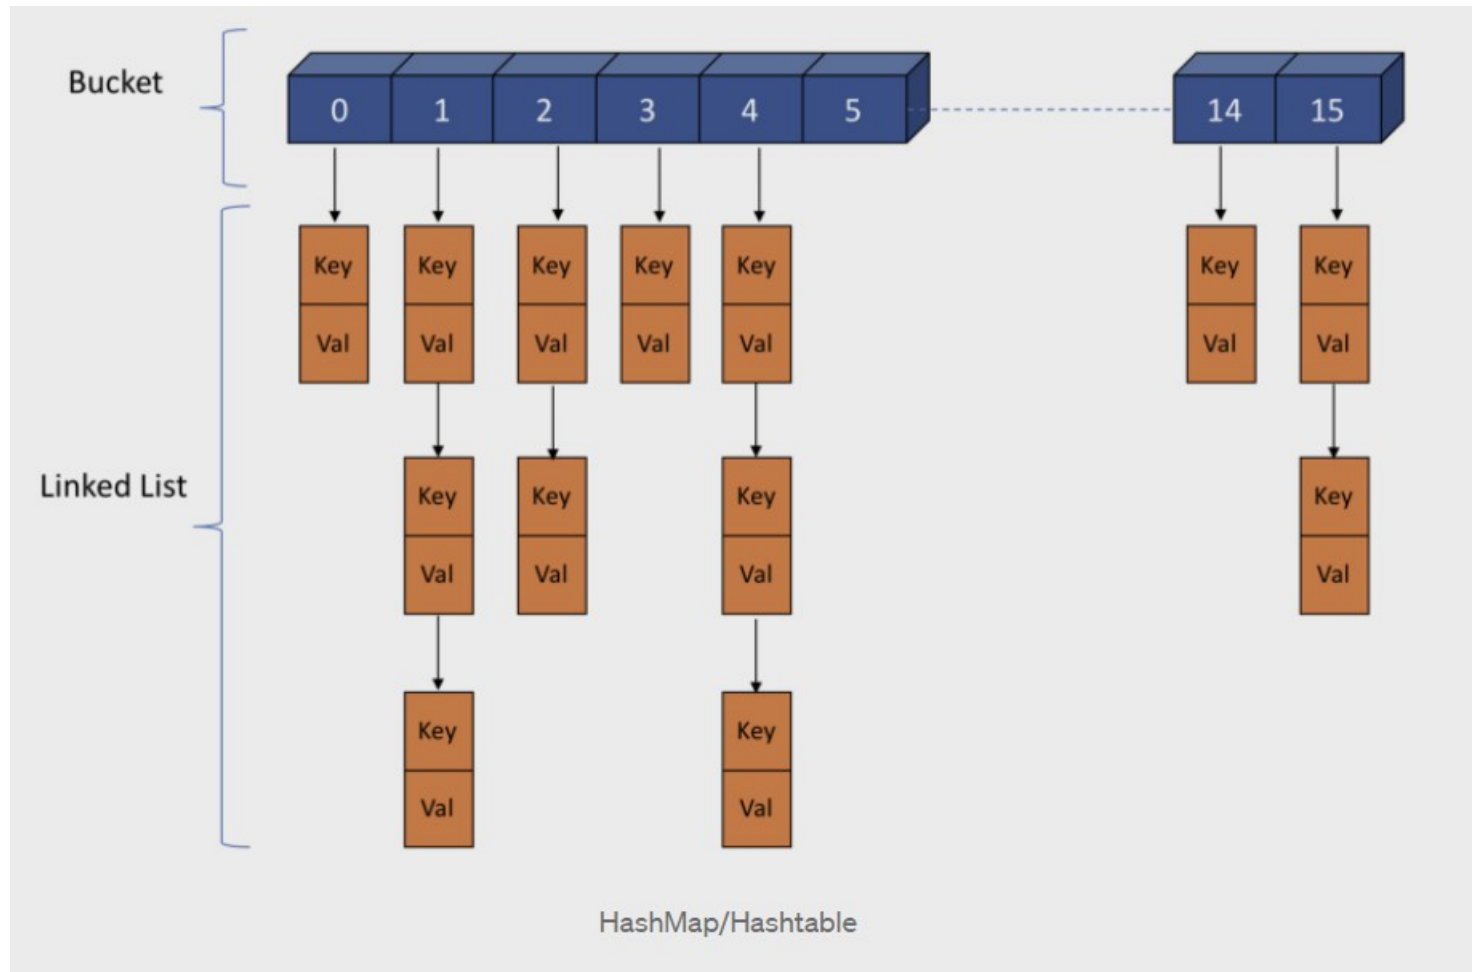 Bucket
0 1 2 3 4 5 14 15
Key Key Key Key Key Key Key
Val Val Val Val Val Val Val
Linked List
Key Key Key Key
Val Val Val Val
Key Key
Val Val
HashMap/Hashtable